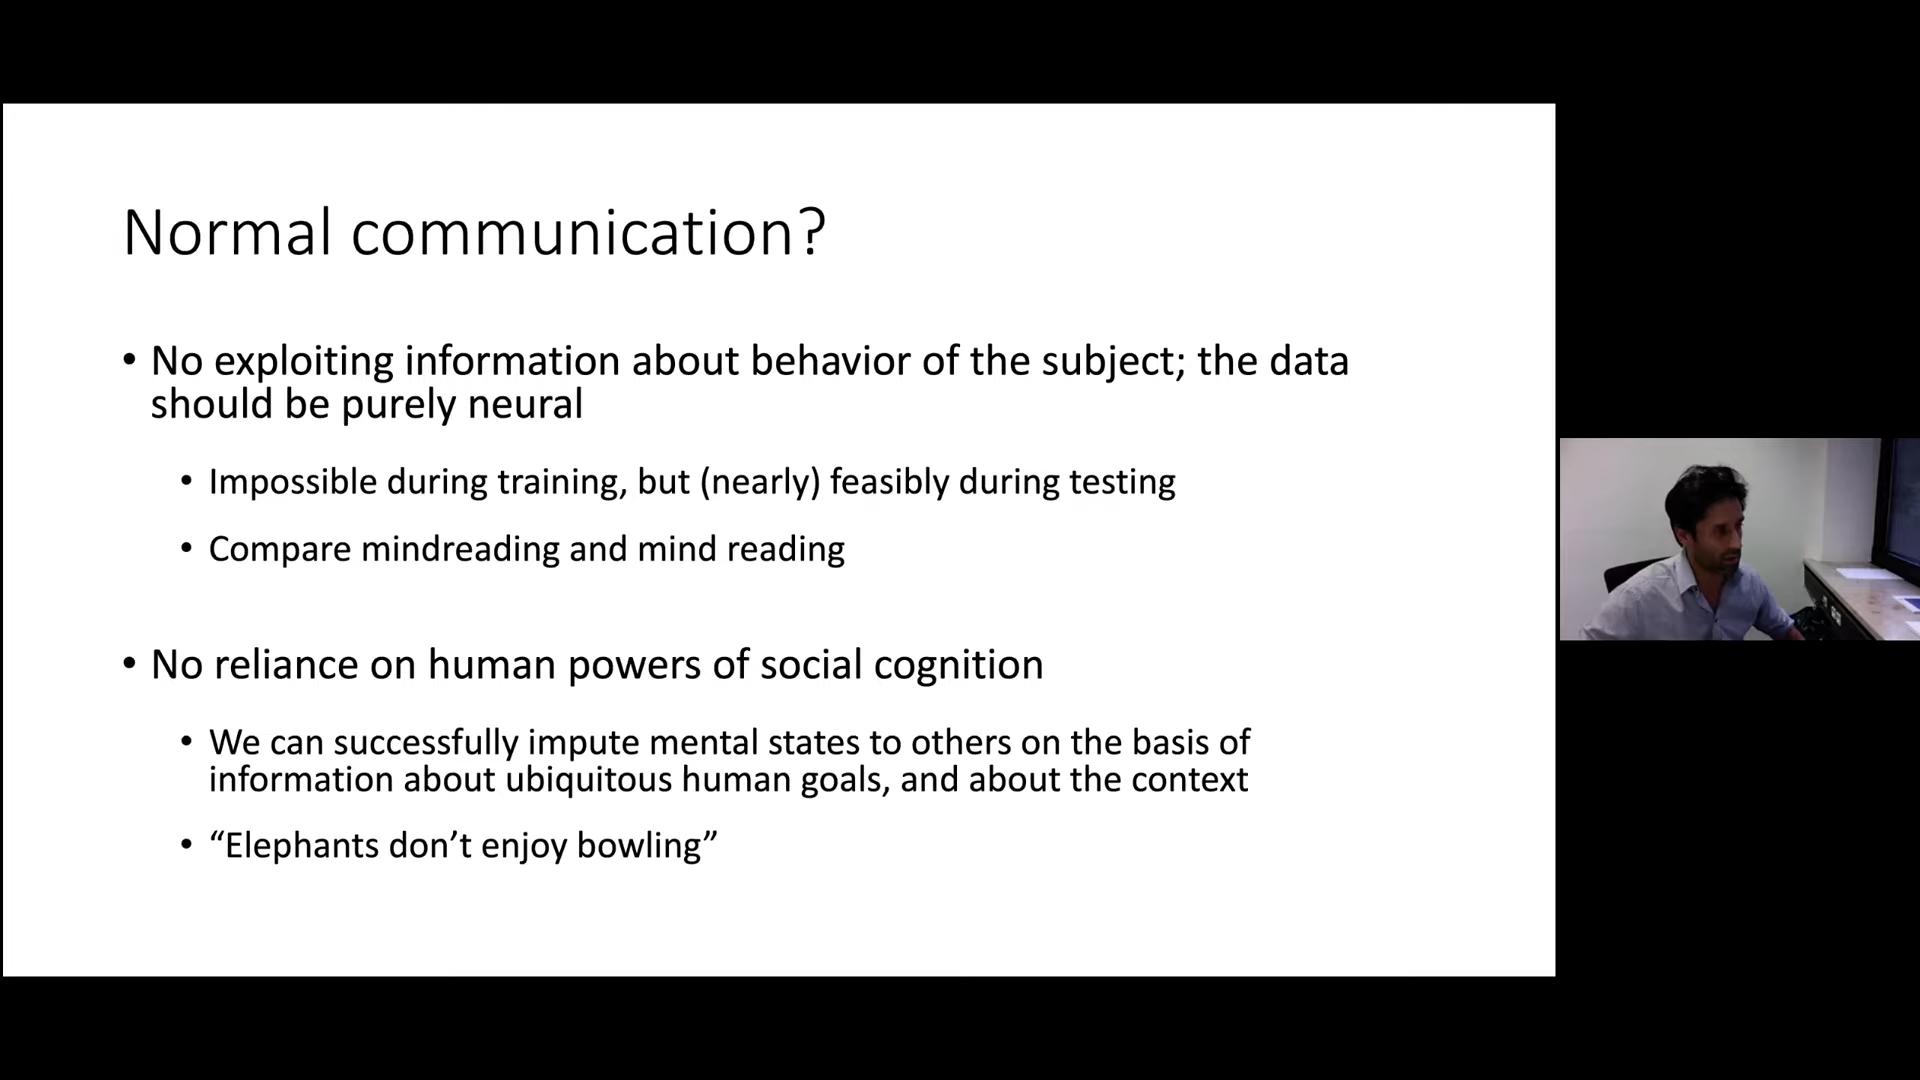 Normal communication?
• No exploiting information about behavior of the subject; the data
should be purely neural
• Impossible during training, but (nearly) feasibly during testing
• Compare mindreading and mind reading
• No reliance on human powers of social cognition
• We can successfully impute mental states to others on the basis of
information about ubiquitous human goals, and about the context
• “Elephants don’t enjoy bowling”